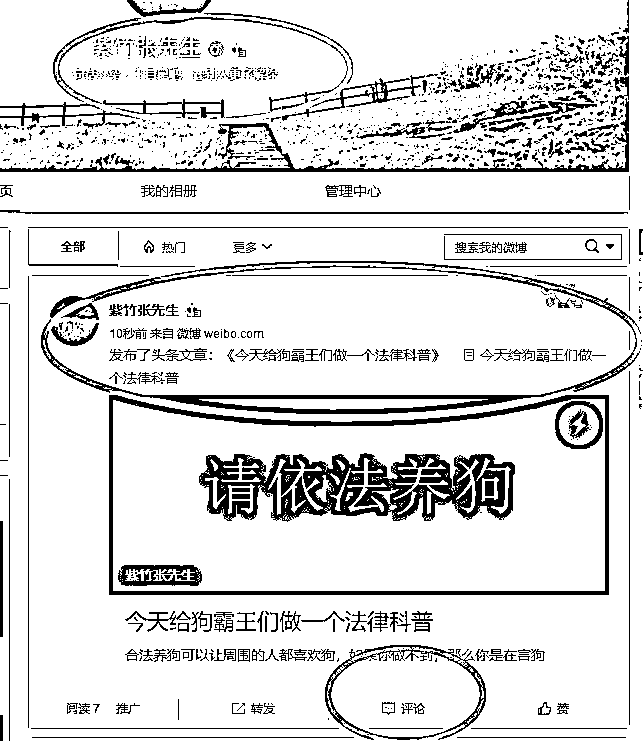 紫竹张先生
页
我的相册
管理中心
全部
热门
更多
搜索我的微博
紫竹张先生
10秒前 来自 微博 weibo.com
发布了头条文章：《今天给狗霸王们做一个法律科普》 今天给狗霸王们做一
个法律科普
请依法养狗
紫竹张先生
今天给狗霸王们做一个法律科普
合法养狗可以让周围的人都喜欢狗，如果你做不到，那么你是在害狗
阅读 7
推广
转发
评论
赞